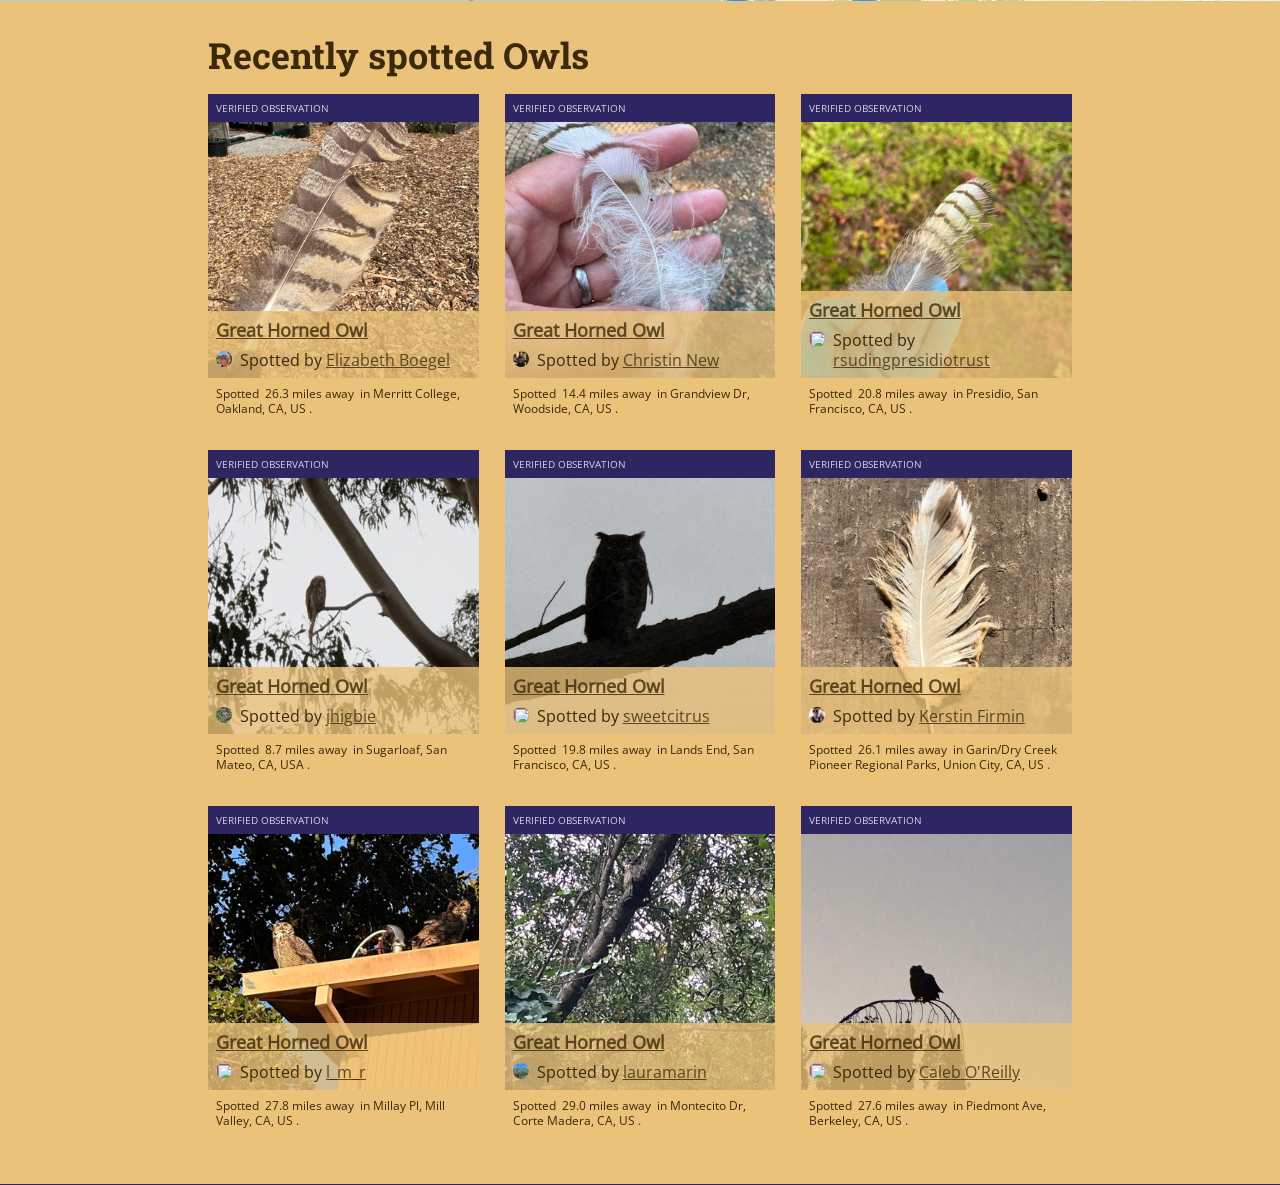 Recently spotted Owls
VERIFIED OBSERVATION
Great Horned Owl
Spotted by Elizabeth Boegel
Spotted 26.3 miles away in Merritt College,
Oakland, CA, US .
VERIFIED OBSERVATION
Great Horned Owl
Spotted by Christin New
Spotted 14.4 miles away in Grandview Dr,
Woodside, CA, US .
VERIFIED OBSERVATION
Great Horned Owl
Spotted by
rsudingpresidiotrust
Spotted 20.8 miles away in Presidio, San
Francisco, CA, US .
VERIFIED OBSERVATION
Great Horned Owl
Spotted by jhigbie
Spotted 8.7 miles away in Sugarloaf, San
Mateo, CA, USA .
VERIFIED OBSERVATION
Great Horned Owl
Spotted by sweetcitrus
Spotted 19.8 miles away in Lands End, San
Francisco, CA, US .
VERIFIED OBSERVATION
Great Horned Owl
Spotted by Kerstin Firmin
Spotted 26.1 miles away in Garin/Dry Creek
Pioneer Regional Parks, Union City, CA, US .
VERIFIED OBSERVATION
Great Horned Owl
Spotted by l_m_r
Spotted 27.8 miles away in Millay Pl, Mill
Valley, CA, US .
VERIFIED OBSERVATION
Great Horned Owl
Spotted by lauramarin
Spotted 29.0 miles away in Montecito Dr,
Corte Madera, CA, US .
VERIFIED OBSERVATION
Great Horned Owl
Spotted by Caleb O'Reilly
Spotted 27.6 miles away in Piedmont Ave,
Berkeley, CA, US .